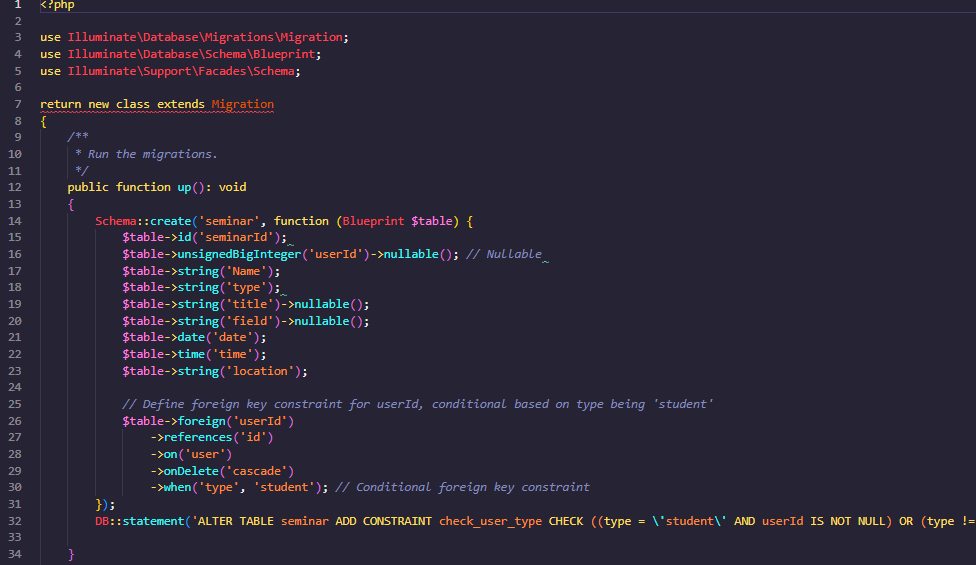 1 <?php
2
3 use Illuminate\Database\Migrations\Migration;
4 use Illuminate\Database\Schema\Blueprint;
5 use Illuminate\Support\Facades\Schema;
6
7 return new class extends Migration
8 {
9     /**
10      * Run the migrations.
11      */
12     public function up(): void
13     {
14         Schema::create('seminar', function (Blueprint $table) {
15             $table->id('seminarId');
16             $table->unsignedBigInteger('userId')->nullable(); // Nullable
17             $table->string('Name');
18             $table->string('type');
19             $table->string('title')->nullable();
20             $table->string('field')->nullable();
21             $table->date('date');
22             $table->time('time');
23             $table->string('location');
24
25             // Define foreign key constraint for userId, conditional based on type being 'student'
26             $table->foreign('userId')
27                 ->references('id')
28                 ->on('user')
29                 ->onDelete('cascade')
30                 ->when('type', 'student'); // Conditional foreign key constraint
31         });
32         DB::statement('ALTER TABLE seminar ADD CONSTRAINT check_user_type CHECK ((type = \'student\' AND userId IS NOT NULL) OR (type !=
33
34     }